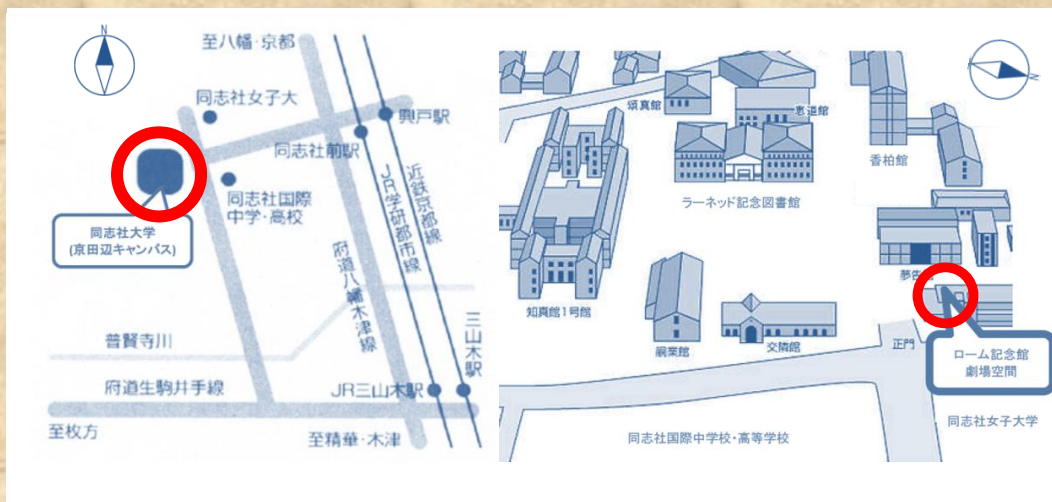 N
至八幡・京都
同志社女子大
興戸駅
同志社前駅
同志社国際
中学・高校
同志社大学
(京田辺キャンパス)
近鉄京都線
JR学研都市線
府道八幡木津線
三山木駅
普賢寺川
府道生駒井手線
JR三山木駅
至枚方
至精華・木津
N
頌真館
恵道館
香柏館
ラーネッド記念図書館
夢告
知真館1号館
嗣業館
交隣館
正門
ローム記念館
劇場空間
同志社女子大学
同志社国際中学校・高等学校